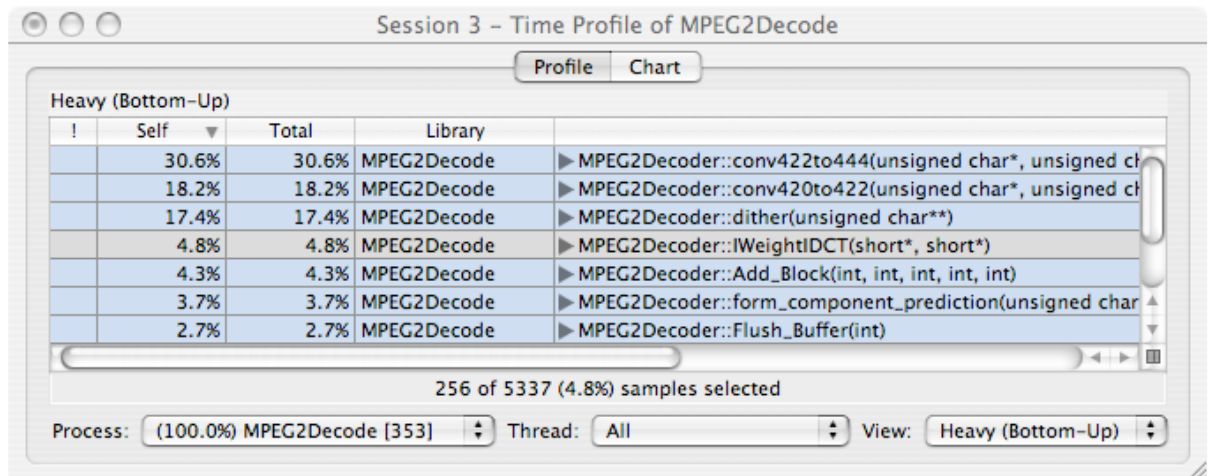 Session 3 – Time Profile of MPEG2Decode
Profile Chart
Heavy (Bottom-Up)
! Self Total Library
30.6% 30.6% MPEG2Decode MPEG2Decoder::conv422to444(unsigned char*, unsigned ch
18.2% 18.2% MPEG2Decode MPEG2Decoder::conv420to422(unsigned char*, unsigned ch
17.4% 17.4% MPEG2Decode MPEG2Decoder::dither(unsigned char**)
4.8% 4.8% MPEG2Decode MPEG2Decoder::IWeightIDCT(short*, short*)
4.3% 4.3% MPEG2Decode MPEG2Decoder::Add_Block(int, int, int, int, int)
3.7% 3.7% MPEG2Decode MPEG2Decoder::form_component_prediction(unsigned char
2.7% 2.7% MPEG2Decode MPEG2Decoder::Flush_Buffer(int)
256 of 5337 (4.8%) samples selected
Process: (100.0%) MPEG2Decode [353] Thread: All View: Heavy (Bottom-Up)